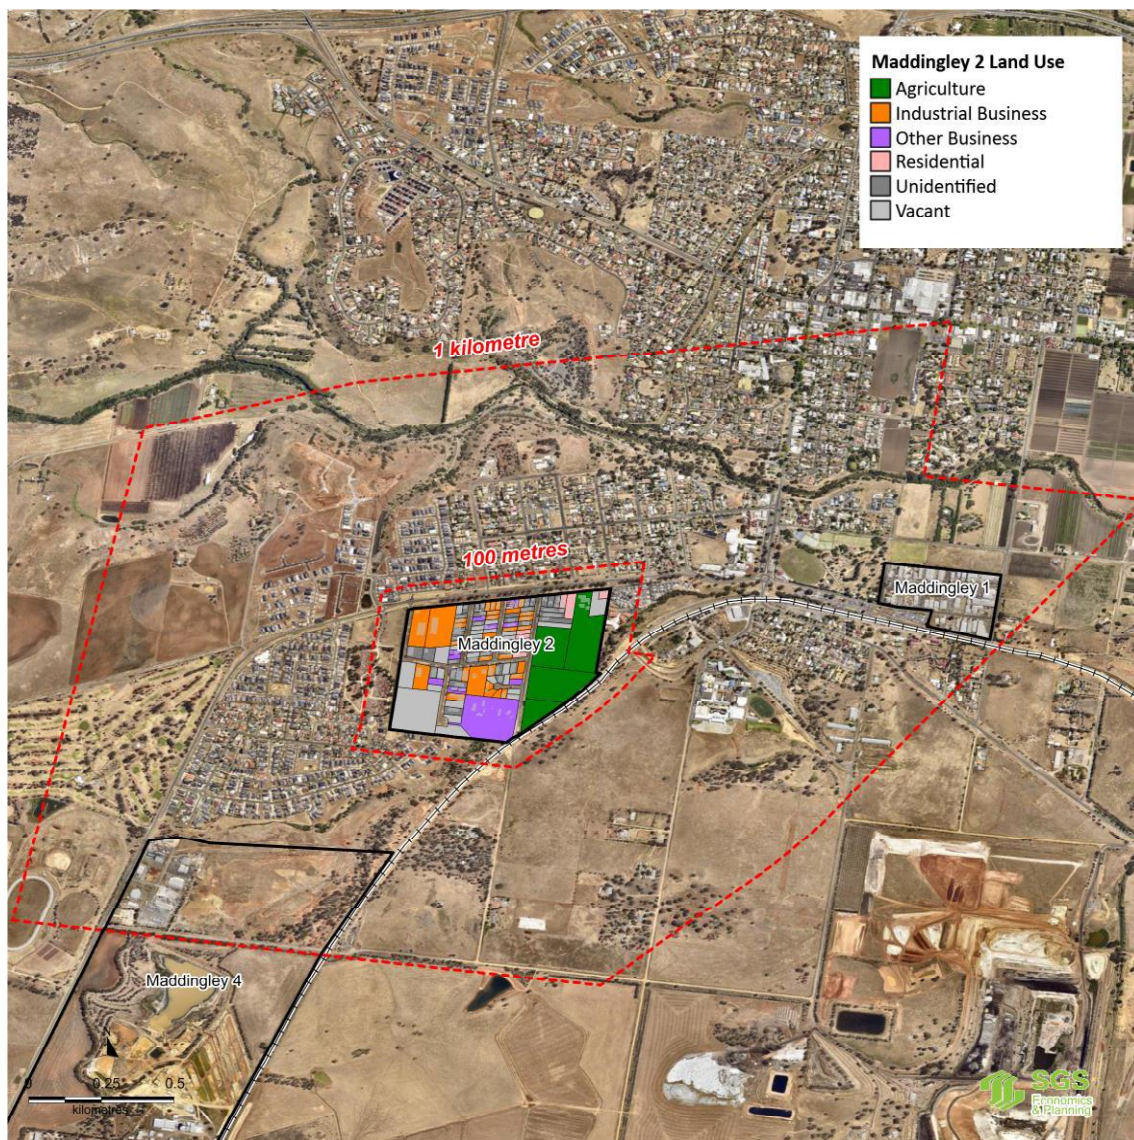 Maddingley 2 Land Use
Agriculture
Industrial Business
Other Business
Residential
Unidentified
Vacant
1 kilometre
100 metres
Maddingley 1
Maddingley 2
Maddingley 4
0 0.25 0.5
kilometres
SGS
Economics
& Planning